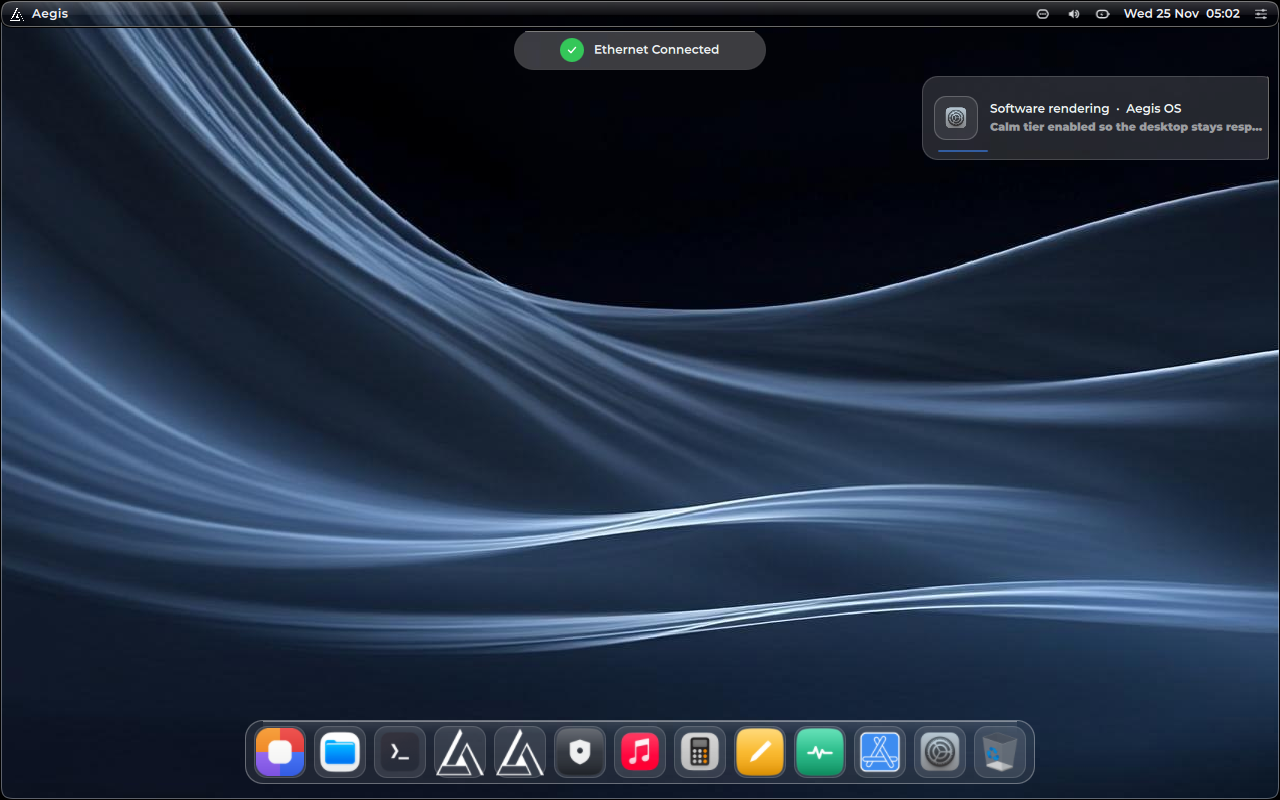 Aegis
Wed 25 Nov 05:02
Ethernet Connected
Software rendering · Aegis OS
Calm tier enabled so the desktop stays resp...